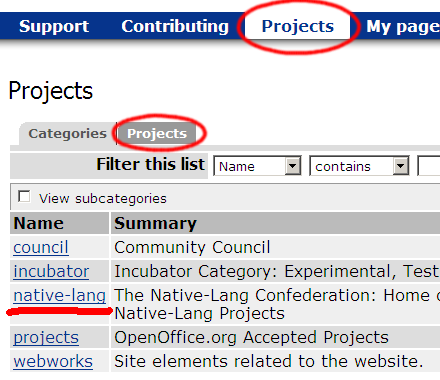 Support Contributing Projects My page
Projects
Categories Projects
Filter this list Name contains
View subcategories
Name Summary
council Community Council
incubator Incubator Category: Experimental, Test
native-lang The Native-Lang Confederation: Home
Native-Lang Projects
projects OpenOffice.org Accepted Projects
webworks Site elements related to the website.